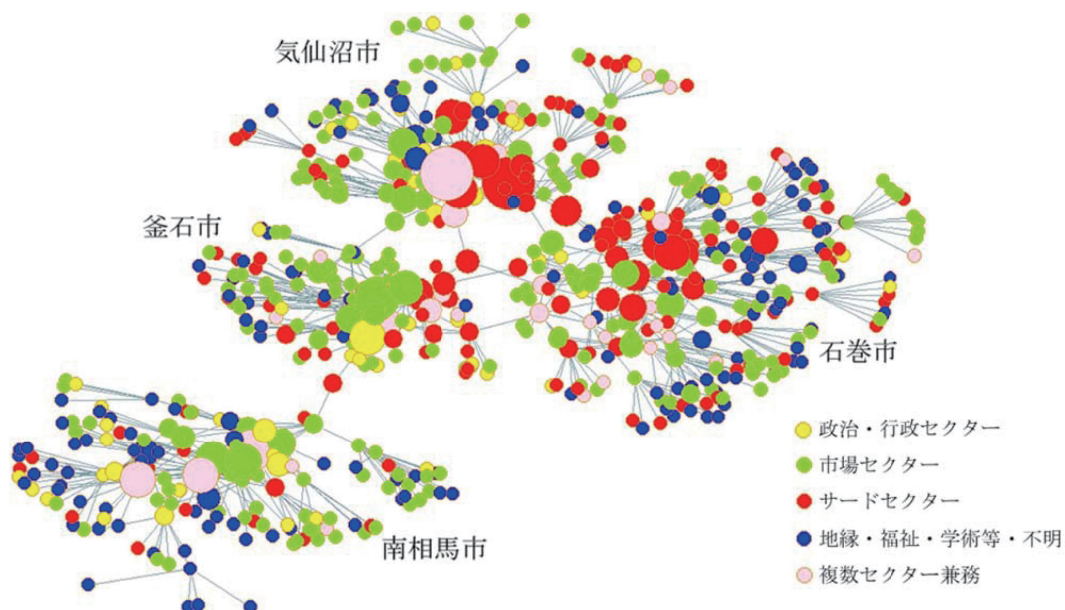 気仙沼市
釜石市
石巻市
南相馬市
政治・行政セクター
市場セクター
サードセクター
地縁・福祉・学術等・不明
複数セクター兼務